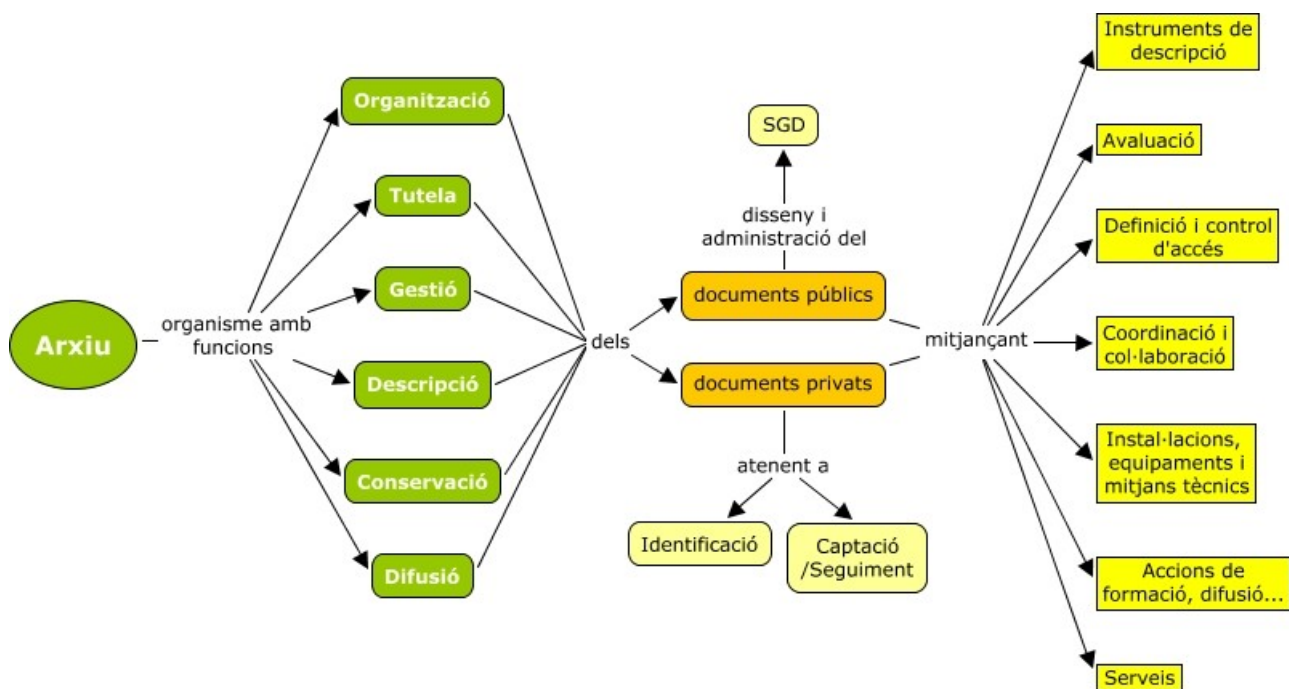 Arxiu
organisme amb
funcions
Organització
Tutela
Gestió
Descripció
Conservació
Difusió
dels
SGD
disseny i
administració del
documents públics
documents privats
atenent a
Identificació
Captació
/Seguiment
mitjançant
Instruments de
descripció
Avaluació
Definició i control
d'accés
Coordinació i
col·laboració
Instal·lacions,
equipaments i
mitjans tècnics
Accions de
formació, difusió...
Serveis